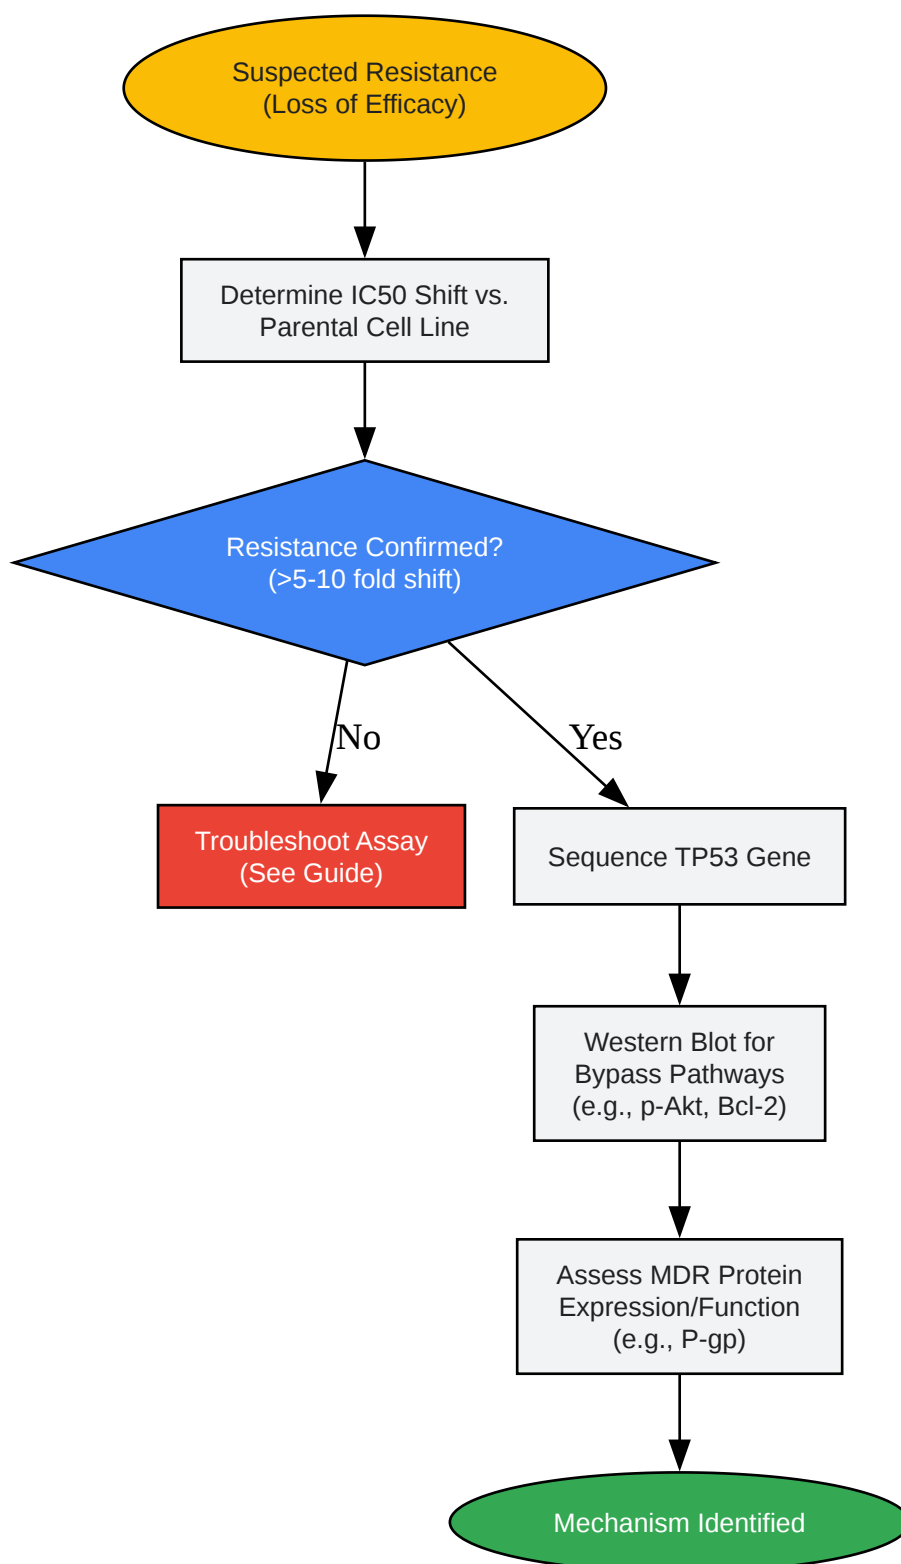 Suspected Resistance
(Loss of Efficacy)
Determine IC50 Shift vs.
Parental Cell Line
Resistance Confirmed?
(>5-10 fold shift)
No
Yes
Troubleshoot Assay
(See Guide)
Sequence TP53 Gene
Western Blot for
Bypass Pathways
(e.g., p-Akt, Bcl-2)
Assess MDR Protein
Expression/Function
(e.g., P-gp)
Mechanism Identified